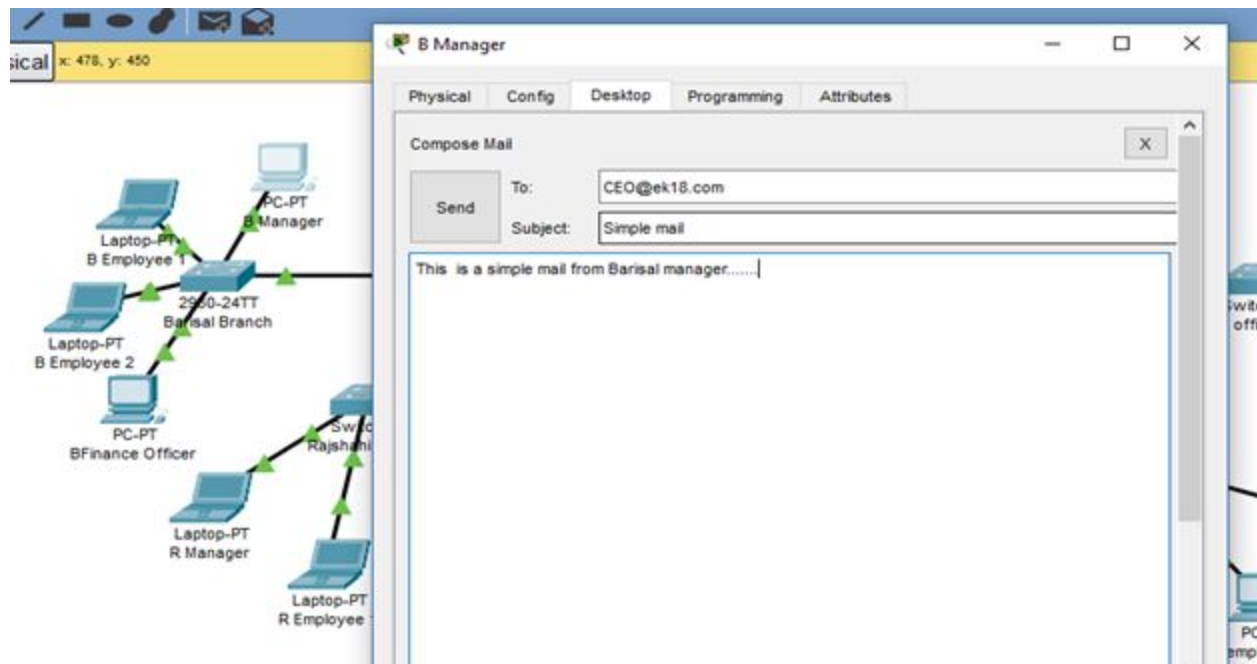 ical x: 478, y: 450
B Manager
Physical Config Desktop Programming Attributes
Compose Mail
X
Send
To: CEO@ek18.com
Subject: Simple mail
This is a simple mail from Barisal manager.......
PC-PT
B Manager
Laptop-PT
B Employee 1
2950-24TT
Barisal Branch
Laptop-PT
B Employee 2
PC-PT
BFinance Officer
Laptop-PT
R Manager
Laptop-PT
R Employee